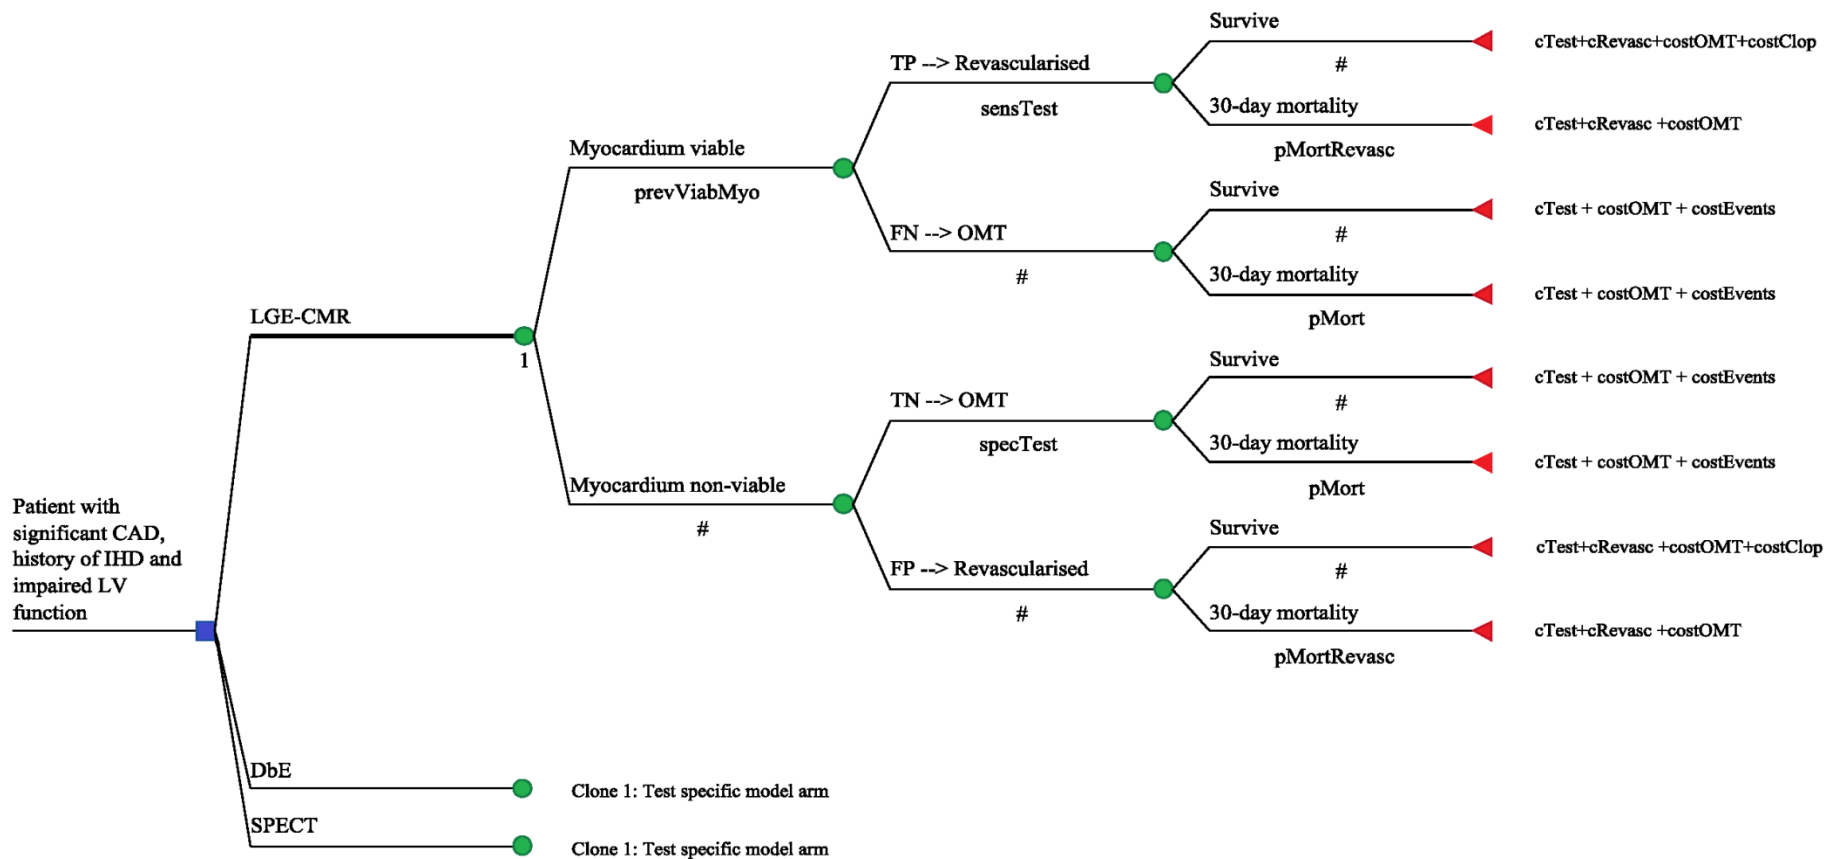 Survive
cTest+cRevasc+costOMT+costClop
#
TP --> Revascularised
sensTest
30-day mortality
cTest+cRevasc +costOMT
pMortRevasc
Myocardium viable
prevViabMyo
Survive
cTest + costOMT + costEvents
#
FN --> OMT
#
30-day mortality
cTest + costOMT + costEvents
pMort
LGE-CMR
1
Survive
cTest + costOMT + costEvents
#
TN --> OMT
specTest
30-day mortality
cTest + costOMT + costEvents
pMort
Myocardium non-viable
#
Survive
cTest+cRevasc +costOMT+costClop
#
FP --> Revascularised
#
30-day mortality
cTest+cRevasc +costOMT
pMortRevasc
Patient with
significant CAD,
history of IHD and
impaired LV
function
DbE
Clone 1: Test specific model arm
SPECT
Clone 1: Test specific model arm